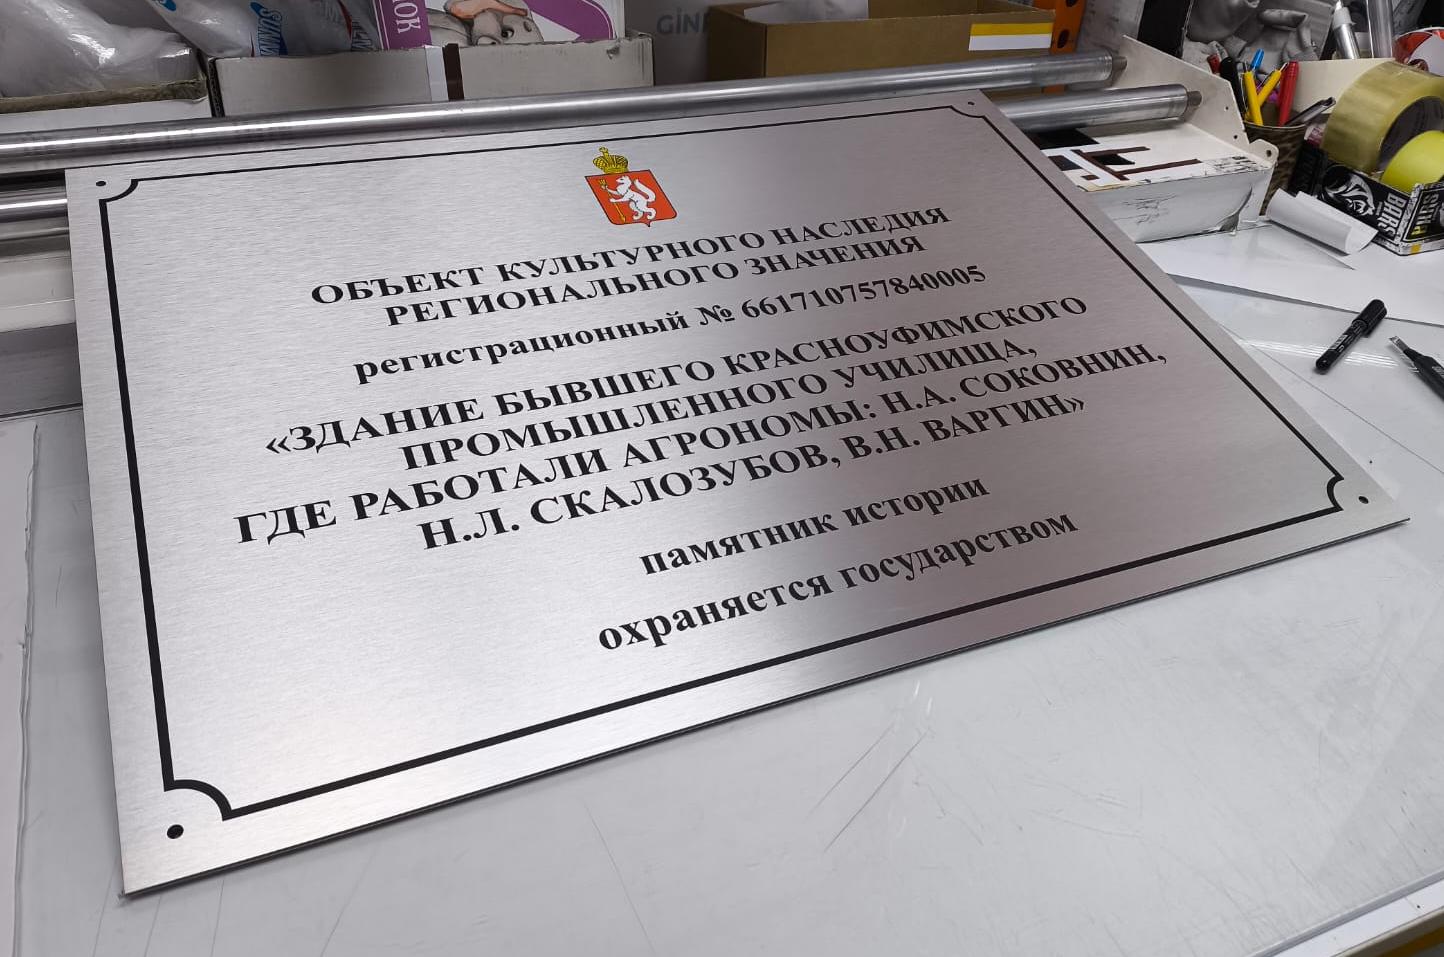 ОБЪЕКТ КУЛЬТУРНОГО НАСЛЕДИЯ
РЕГИОНАЛЬНОГО ЗНАЧЕНИЯ
регистрационный № 661710757840005
«ЗДАНИЕ БЫВШЕГО КРАСНОУФИМСКОГО
ПРОМЫШЛЕННОГО УЧИЛИЩА,
ГДЕ РАБОТАЛИ АГРОНОМЫ: Н.А. СОКОВНИН,
Н.Л. СКАЛОЗУБОВ, В.Н. ВАРГИН»
памятник истории
охраняется государством